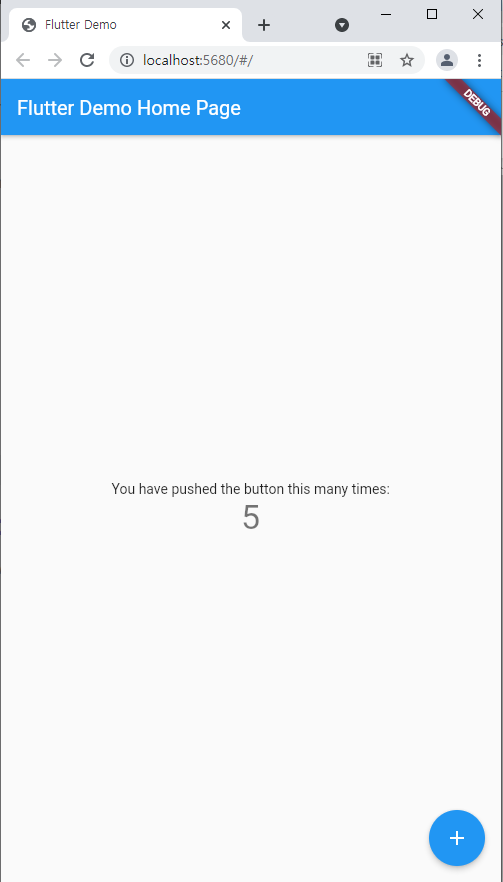 Flutter Demo
localhost:5680/#/
Flutter Demo Home Page
DEBUG
You have pushed the button this many times:
5